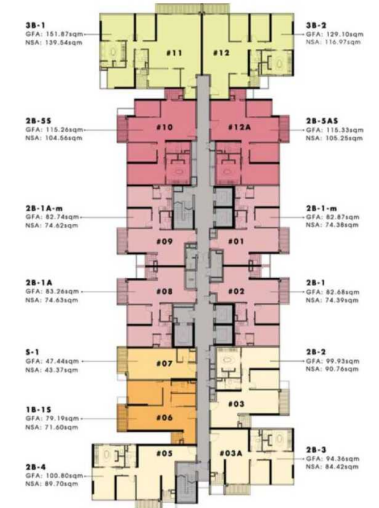 3B-1
GFA: 151.87sqm
NSA: 139.54sqm
3B-2
GFA: 129.10sqm
NSA: 116.97sqm
#11
#12
2B-5S
GFA: 115.26sqm
NSA: 104.56sqm
2B-5AS
GFA: 115.33sqm
NSA: 105.25sqm
#10
#12A
2B-1A-m
GFA: 82.74sqm
NSA: 74.62sqm
2B-1-m
GFA: 82.87sqm
NSA: 74.38sqm
#09
#01
2B-1A
GFA: 83.26sqm
NSA: 74.63sqm
2B-1
GFA: 82.68sqm
NSA: 74.39sqm
#08
#02
S-1
GFA: 47.44sqm
NSA: 43.37sqm
2B-2
GFA: 99.93sqm
NSA: 90.76sqm
#07
1B-1S
GFA: 79.19sqm
NSA: 71.60sqm
#03
#06
2B-4
GFA: 100.80sqm
NSA: 89.70sqm
2B-3
GFA: 94.36sqm
NSA: 84.42sqm
#05
#03A